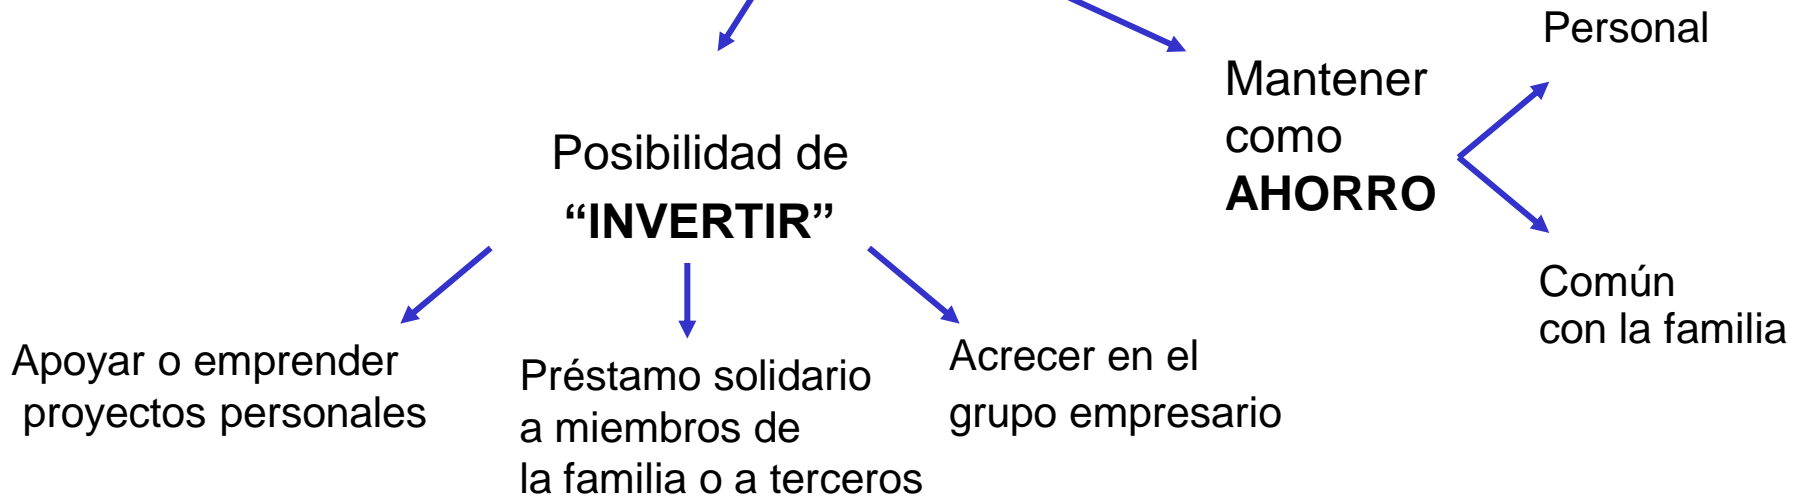 Personal
Mantener
como
AHORRO
Posibilidad de
“INVERTIR”
Común
con la familia
Apoyar o emprender
proyectos personales
Préstamo solidario
a miembros de
la familia o a terceros
Acrecer en el
grupo empresario